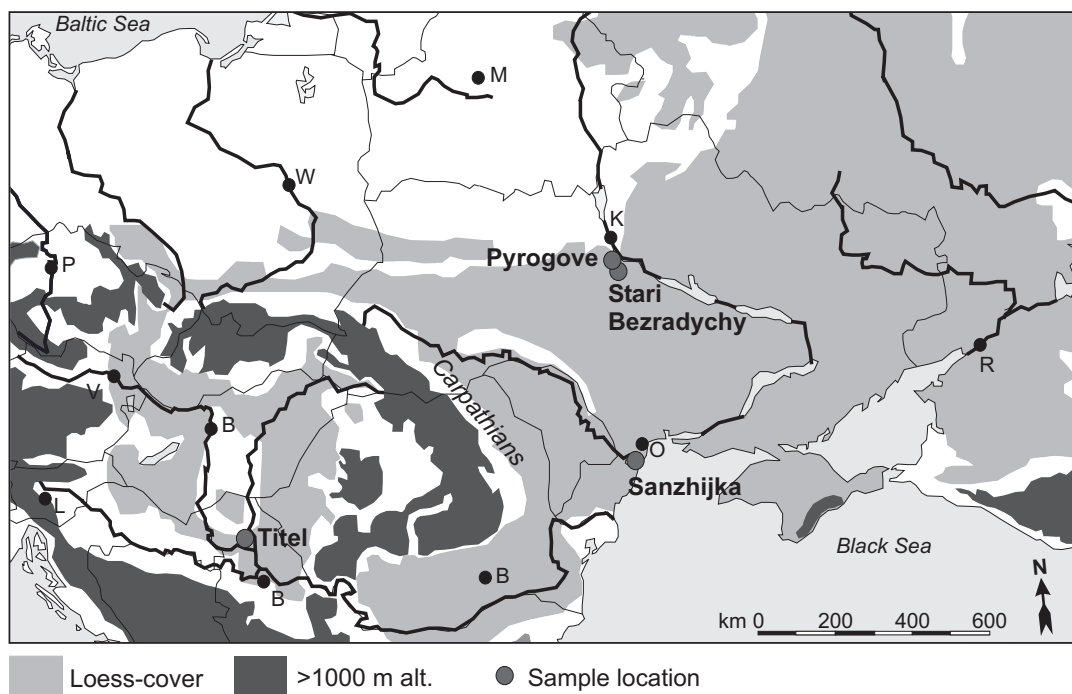 Baltic Sea
M
W
K
P
Pyrogove
Stari
Bezradychy
R
V
Carpathians
B
O
Sanzhijka
L
Titel
Black Sea
B
B
N
km 0 200 400 600
Loess-cover >1000 m alt. Sample location